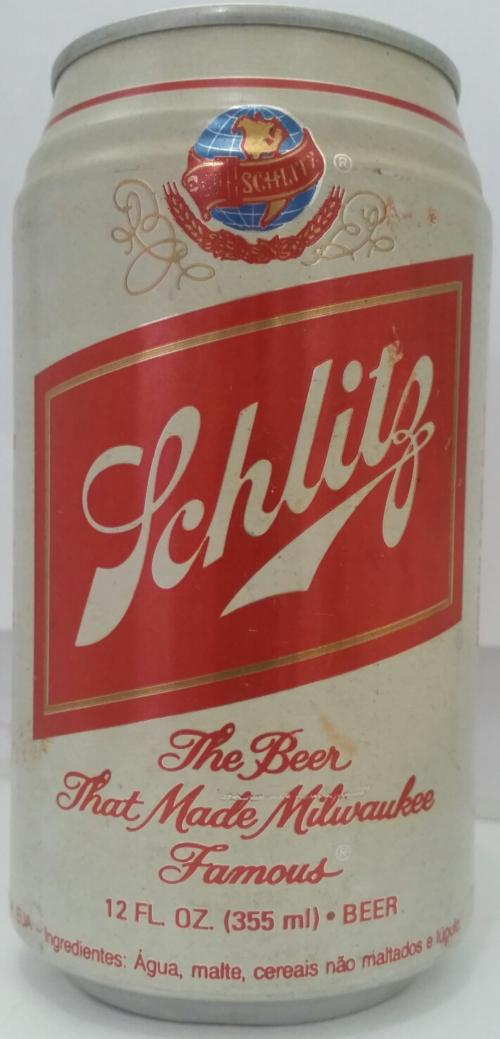 E SCHLITZ ®
Schlitz
The Beer
That Made Milwaukee
Famous®
12 FL. OZ. (355 ml) • BEER
EUA - Ingredientes: Água, malte, cereais não maltados e lúpulo